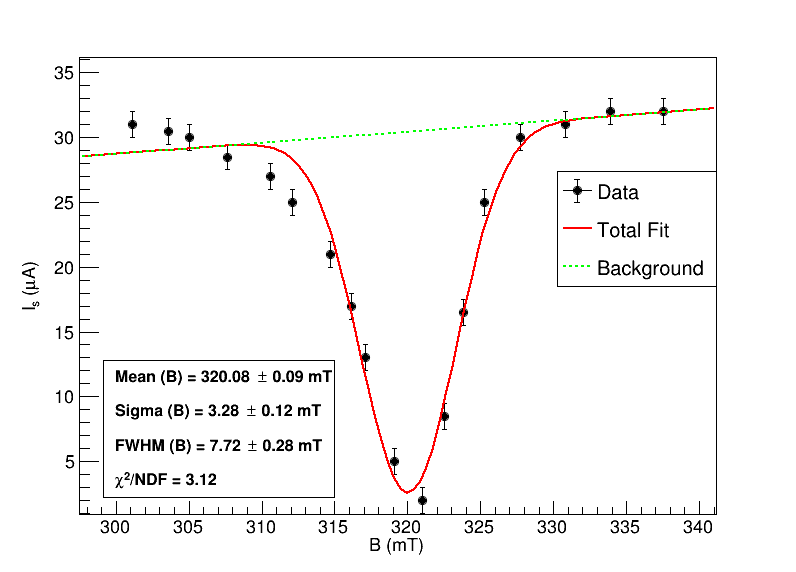 35
30
25
20
15
10
5
I_s (μA)
Data
Total Fit
Background
Mean (B) = 320.08 ± 0.09 mT
Sigma (B) = 3.28 ± 0.12 mT
FWHM (B) = 7.72 ± 0.28 mT
χ²/NDF = 3.12
300 305 310 315 320 325 330 335 340
B (mT)